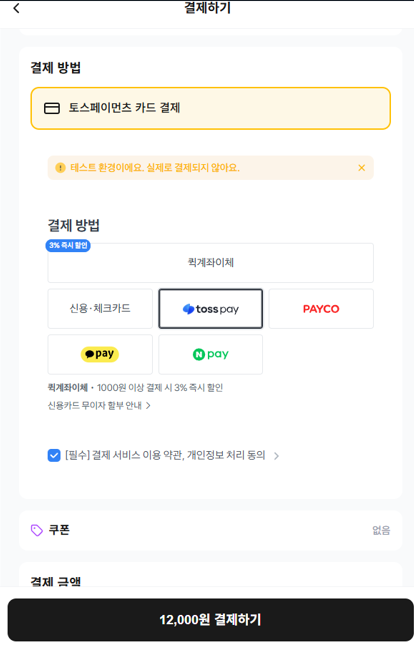 결제하기
결제 방법
토스페이먼츠 카드 결제
테스트 환경이에요. 실제로 결제되지 않아요.
결제 방법
3% 즉시 할인
퀵계좌이체
신용·체크카드
toss pay
PAYCO
pay
N pay
퀵계좌이체 • 1000원 이상 결제 시 3% 즉시 할인
신용카드 무이자 할부 안내
[필수] 결제 서비스 이용 약관, 개인정보 처리 동의
쿠폰
없음
결제 금액
12,000원 결제하기